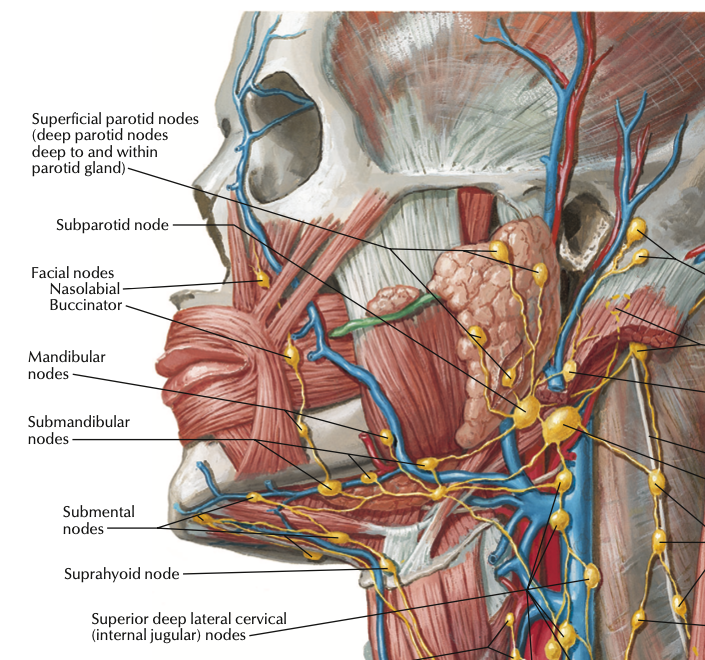 Superficial parotid nodes
(deep parotid nodes
deep to and within
parotid gland)
Subparotid node
Facial nodes
Nasolabial
Buccinator
Mandibular
nodes
Submandibular
nodes
Submental
nodes
Suprahyoid node
Superior deep lateral cervical
(internal jugular) nodes